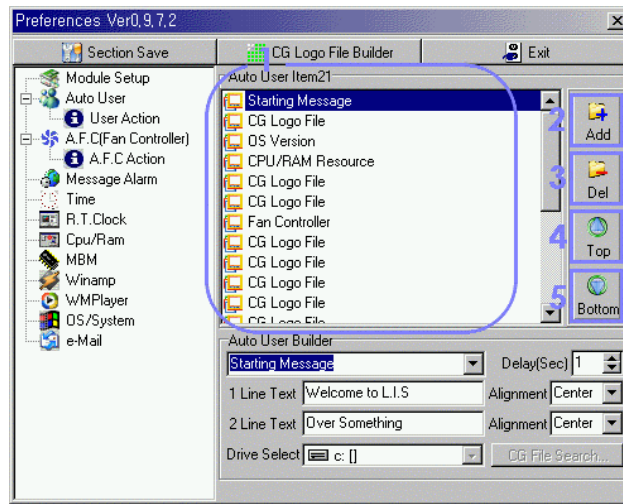 Preferences Ver0,9,7,2
Section Save
CG Logo File Builder
Exit
Module Setup
Auto User
User Action
A.F.C(Fan Controller)
A.F.C Action
Message Alarm
Time
R.T.Clock
Cpu/Ram
MBM
Winamp
WMPlayer
OS/System
e-Mail
1
Auto User Item21
Starting Message
CG Logo File
OS Version
CPU/RAM Resource
CG Logo File
CG Logo File
Fan Controller
CG Logo File
CG Logo File
CG Logo File
CG Logo File
CG Logo File
2
Add
3
Del
4
Top
5
Bottom
Auto User Builder
Starting Message
Delay(Sec) 1
1 Line Text Welcome to L.I.S Alignment Center
2 Line Text Over Something Alignment Center
Drive Select c: []
CG File Search...